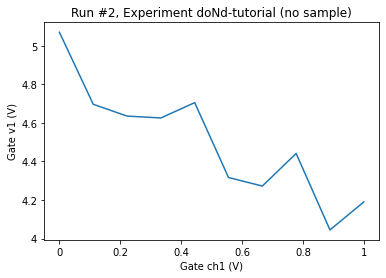 Run #2, Experiment doNd-tutorial (no sample)
Gate v1 (V)
5
4.8
4.6
4.4
4.2
4
0 0.2 0.4 0.6 0.8 1
Gate ch1 (V)